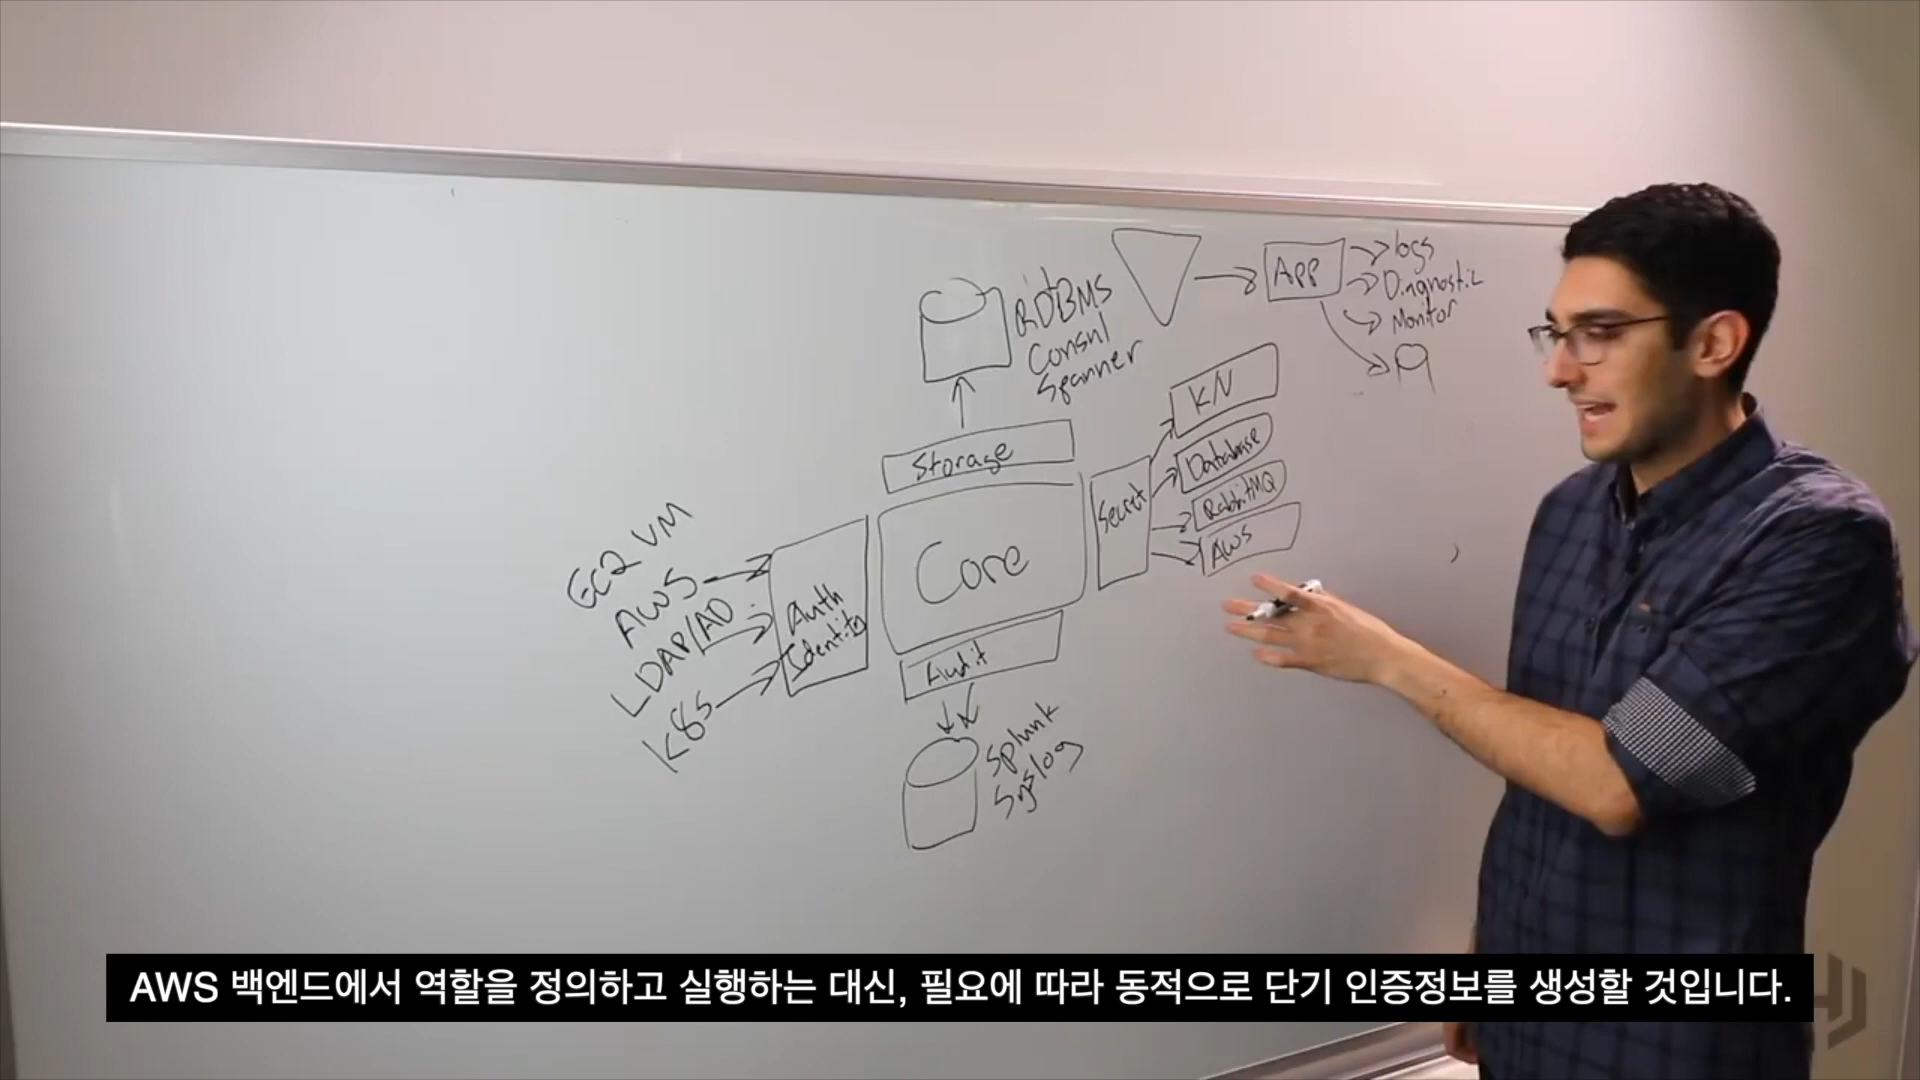 RDBMS
Consul
Spanner
App
logs
Diagnostic
Monitor
K/V
Database
RabbitMQ
AWS
Secret
Storage
Core
Audit
Auth
Identity
EC2 VM
AWS
LDAP/AD
K8S
Splunk
Syslog
AWS 백엔드에서 역할을 정의하고 실행하는 대신, 필요에 따라 동적으로 단기 인증정보를 생성할 것입니다.